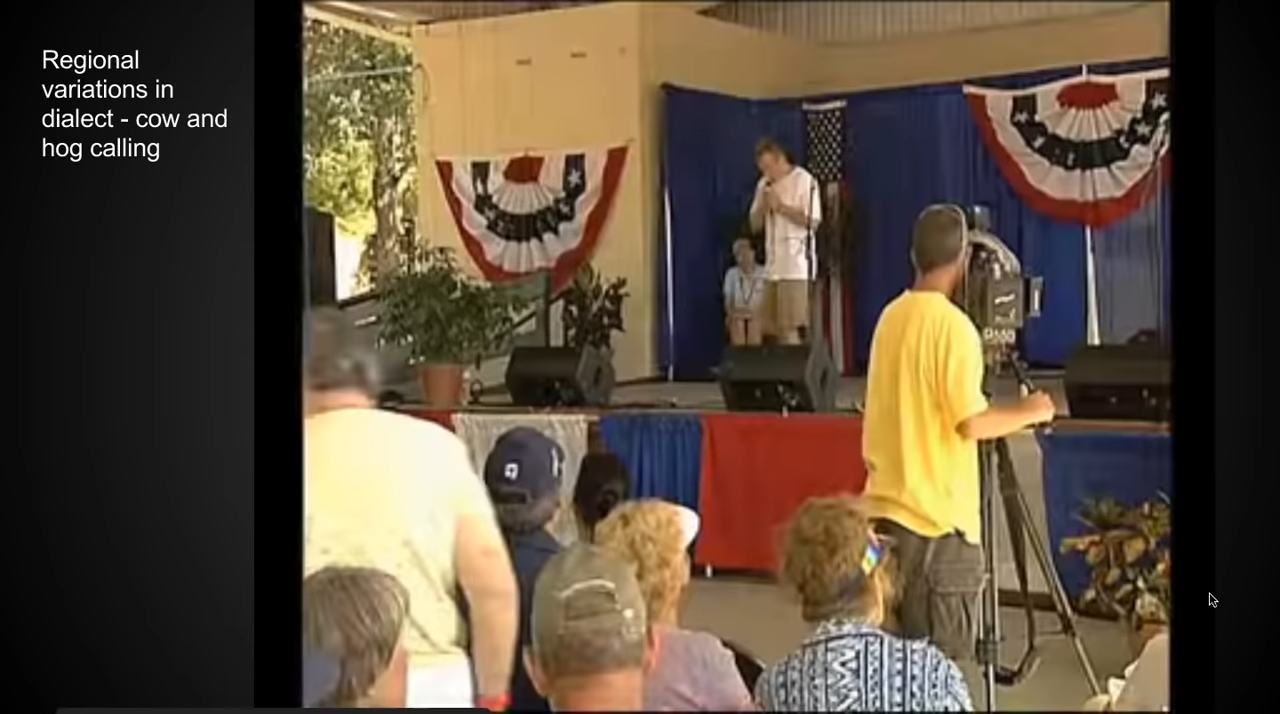 Regional
variations in
dialect - cow and
hog calling